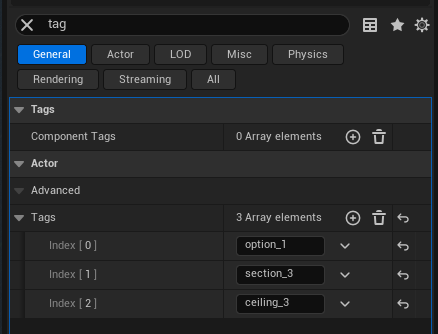 tag
General Actor LOD Misc Physics
Rendering Streaming All
Tags
Component Tags 0 Array elements
Actor
Advanced
Tags 3 Array elements
Index [ 0 ] option_1
Index [ 1 ] section_3
Index [ 2 ] ceiling_3